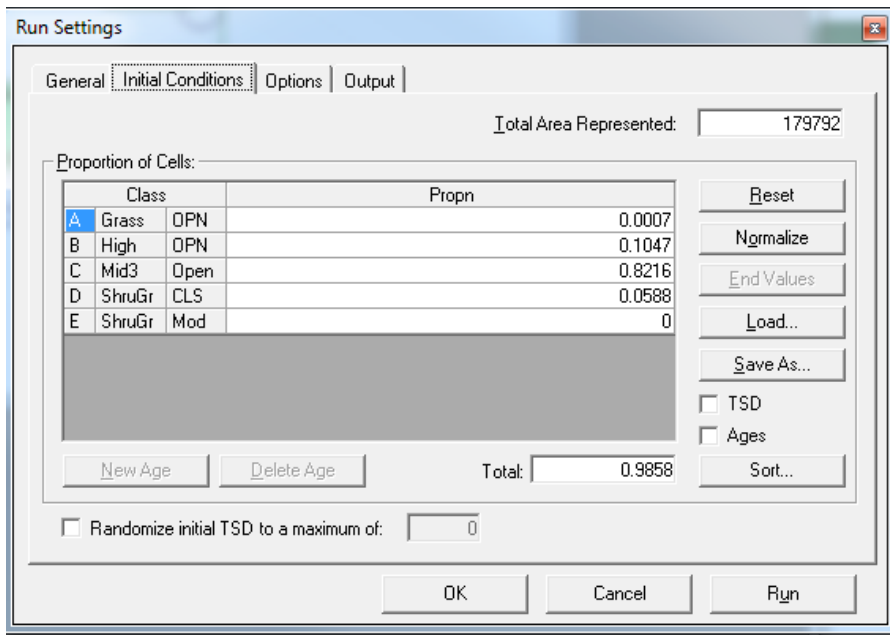 Run Settings
General Initial Conditions Options Output
Total Area Represented: 179792
Proportion of Cells:
Class Propn
A Grass OPN 0.0007
B High OPN 0.1047
C Mid3 Open 0.8216
D ShruGr CLS 0.0588
E ShruGr Mod 0
Reset
Normalize
End Values
Load...
Save As...
TSD
Ages
New Age Delete Age Total: 0.9858 Sort...
Randomize initial TSD to a maximum of: 0
OK Cancel Run